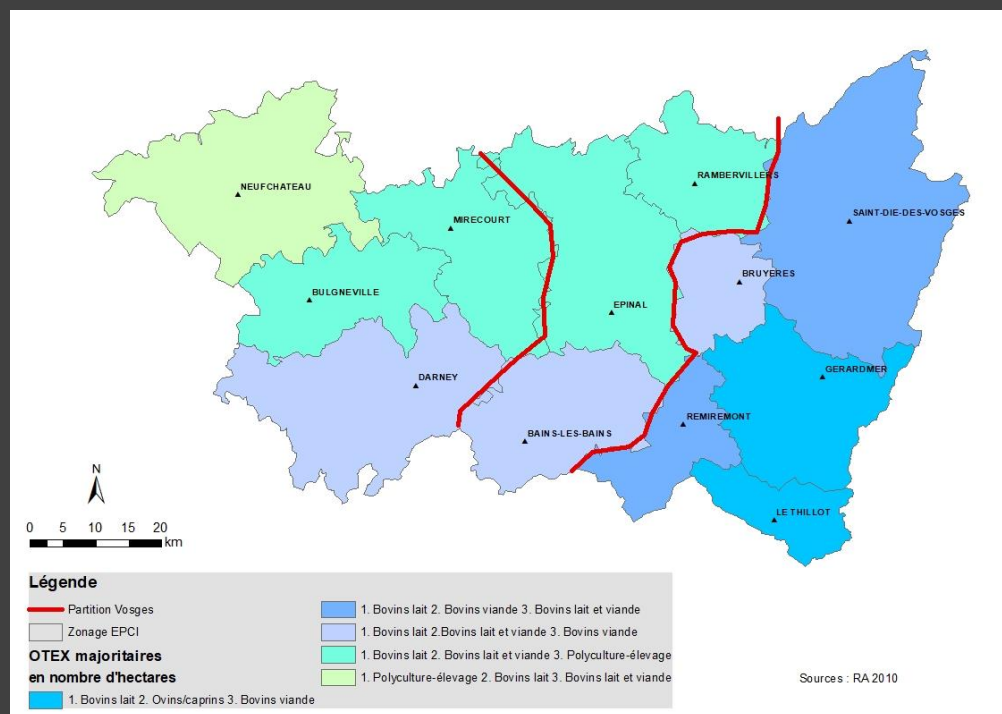 NEUFCHATEAU
MIRECOURT
RAMBERVILLERS
SAINT-DIE-DES-VOSGES
BULGNEVILLE
EPINAL
BRUYERES
DARNEY
GERARDMER
BAINS-LES-BAINS
REMIREMONT
LE THILLOT
N
0 5 10 15 20
km
Légende
Partition Vosges
Zonage EPCI
OTEX majoritaires
en nombre d'hectares
1. Bovins lait 2. Ovins/caprins 3. Bovins viande
1. Bovins lait 2. Bovins viande 3. Bovins lait et viande
1. Bovins lait 2.Bovins lait et viande 3. Bovins viande
1. Bovins lait 2. Bovins lait et viande 3. Polyculture-élevage
1. Polyculture-élevage 2. Bovins lait 3. Bovins lait et viande
Sources : RA 2010